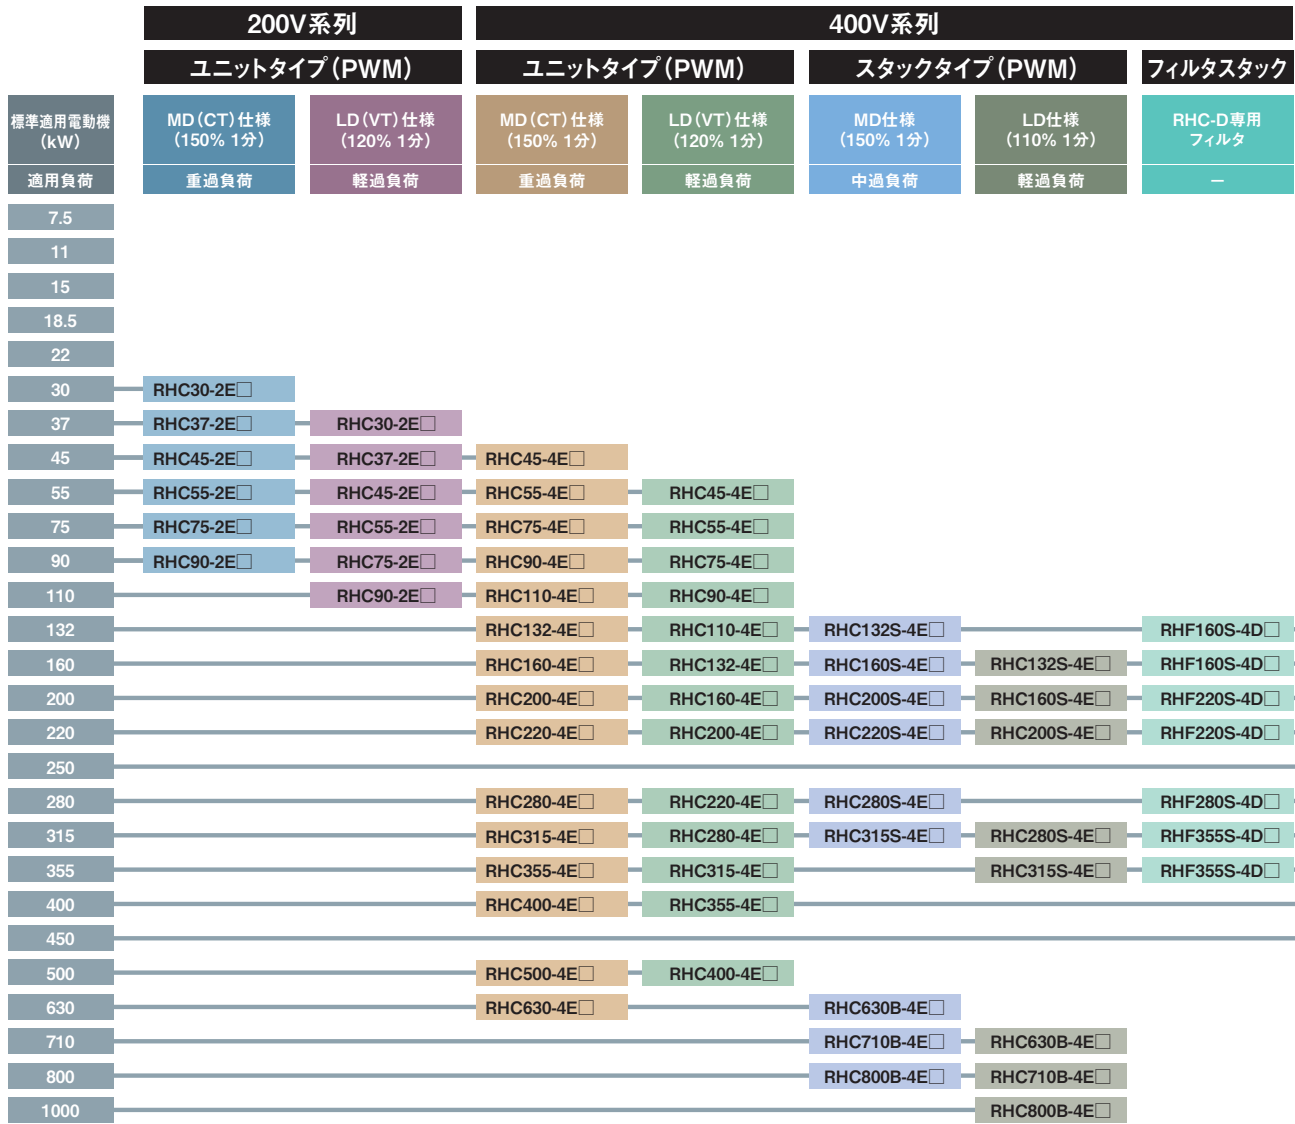 200V系列 400V系列
ユニットタイプ（PWM） ユニットタイプ（PWM） スタックタイプ（PWM） フィルタスタック
標準適用電動機 MD（CT）仕様 LD（VT）仕様 MD（CT）仕様 LD（VT）仕様 MD仕様 LD仕様 RHC-D専用
（kW） （150% 1分） （120% 1分） （150% 1分） （120% 1分） （150% 1分） （110% 1分） フィルタ
適用負荷 重過負荷 軽過負荷 重過負荷 軽過負荷 中過負荷 軽過負荷 －
7.5
11
15
18.5
22
30 RHC30-2E□
37 RHC37-2E□ RHC30-2E□
45 RHC45-2E□ RHC37-2E□ RHC45-4E□
55 RHC55-2E□ RHC45-2E□ RHC55-4E□ RHC45-4E□
75 RHC75-2E□ RHC55-2E□ RHC75-4E□ RHC55-4E□
90 RHC90-2E□ RHC75-2E□ RHC90-4E□ RHC75-4E□
110 RHC90-2E□ RHC110-4E□ RHC90-4E□
132 RHC132-4E□ RHC110-4E□ RHC132S-4E□ RHF160S-4D□
160 RHC160-4E□ RHC132-4E□ RHC160S-4E□ RHC132S-4E□ RHF160S-4D□
200 RHC200-4E□ RHC160-4E□ RHC200S-4E□ RHC160S-4E□ RHF220S-4D□
220 RHC220-4E□ RHC200-4E□ RHC220S-4E□ RHC200S-4E□ RHF220S-4D□
250
280 RHC280-4E□ RHC220-4E□ RHC280S-4E□ RHF280S-4D□
315 RHC315-4E□ RHC280-4E□ RHC315S-4E□ RHC280S-4E□ RHF355S-4D□
355 RHC355-4E□ RHC315-4E□ RHC315S-4E□ RHF355S-4D□
400 RHC400-4E□ RHC355-4E□
450
500 RHC500-4E□ RHC400-4E□
630 RHC630-4E□ RHC630B-4E□
710 RHC710B-4E□ RHC630B-4E□
800 RHC800B-4E□ RHC710B-4E□
1000 RHC800B-4E□